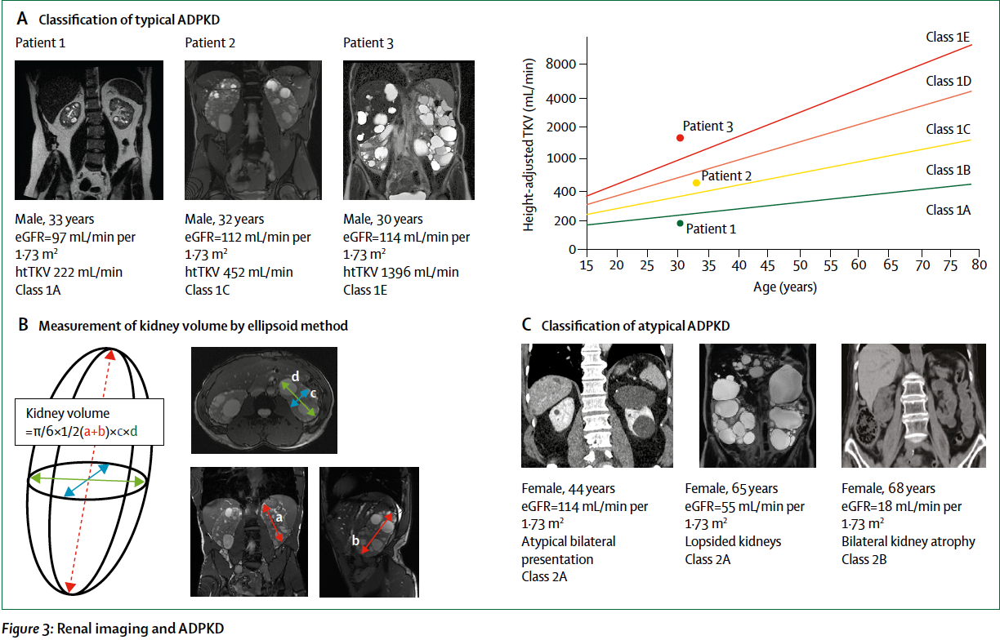 A Classification of typical ADPKD
Patient 1
Patient 2
Patient 3
Male, 33 years
eGFR=97 mL/min per
1·73 m²
htTKV 222 mL/min
Class 1A
Male, 32 years
eGFR=112 mL/min per
1·73 m²
htTKV 452 mL/min
Class 1C
Male, 30 years
eGFR=114 mL/min per
1·73 m²
htTKV 1396 mL/min
Class 1E
Height-adjusted TKV (mL/min)
8000
4000
2000
1000
400
200
0
15 20 25 30 35 40 45 50 55 60 65 70 75 80
Age (years)
Patient 3
Patient 2
Patient 1
Class 1E
Class 1D
Class 1C
Class 1B
Class 1A
B Measurement of kidney volume by ellipsoid method
Kidney volume
=π/6×1/2(a+b)×c×d
d
c
a
b
C Classification of atypical ADPKD
Female, 44 years
eGFR=114 mL/min per
1·73 m²
Atypical bilateral
presentation
Class 2A
Female, 65 years
eGFR=55 mL/min per
1·73 m²
Lopsided kidneys
Class 2A
Female, 68 years
eGFR=18 mL/min per
1·73 m²
Bilateral kidney atrophy
Class 2B
Figure 3: Renal imaging and ADPKD